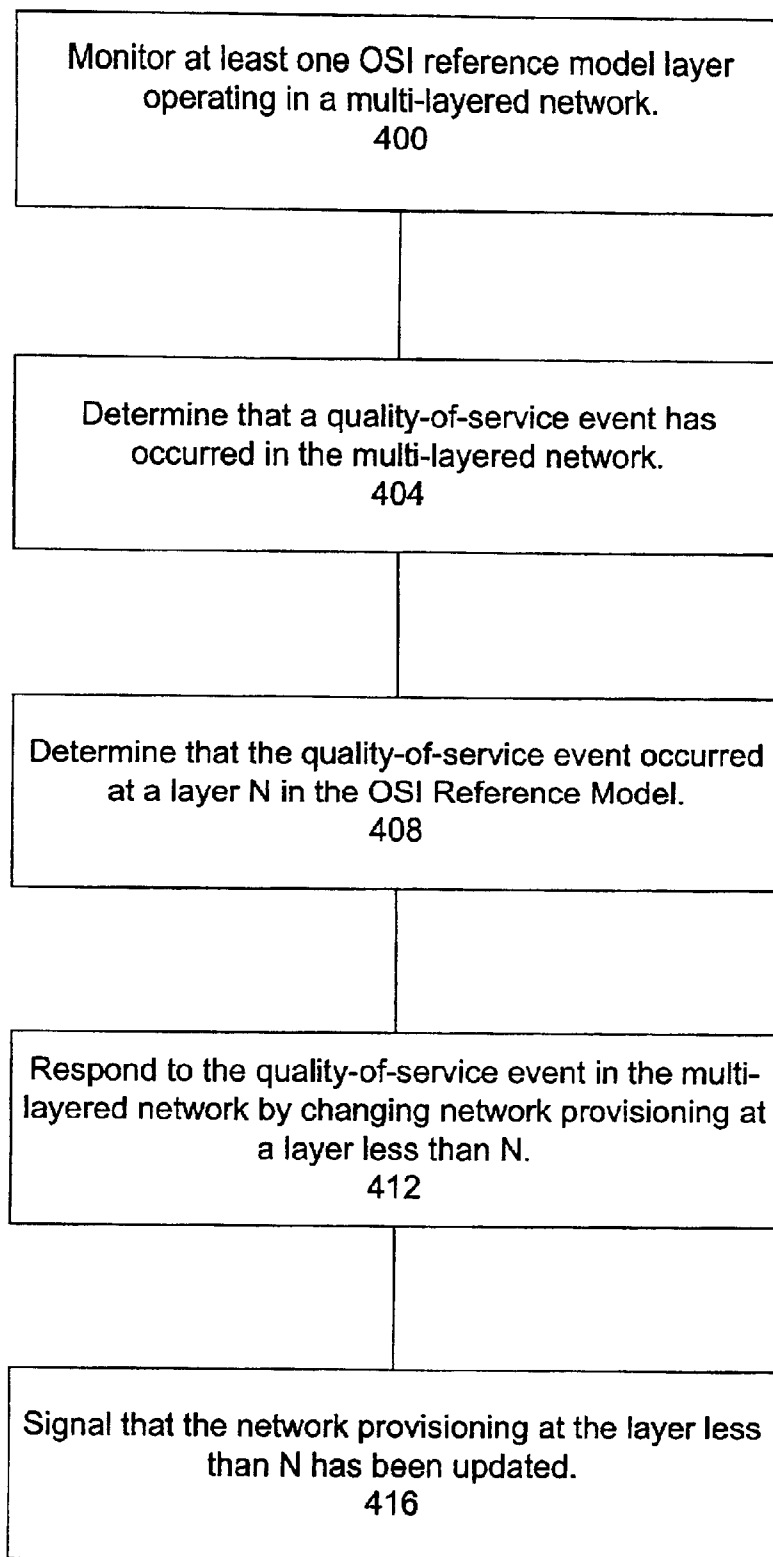 Monitor at least one OSI reference model layer
operating in a multi-layered network.
400
Determine that a quality-of-service event has
occurred in the multi-layered network.
404
Determine that the quality-of-service event occurred
at a layer N in the OSI Reference Model.
408
Respond to the quality-of-service event in the multi-
layered network by changing network provisioning at
a layer less than N.
412
Signal that the network provisioning at the layer less
than N has been updated.
416